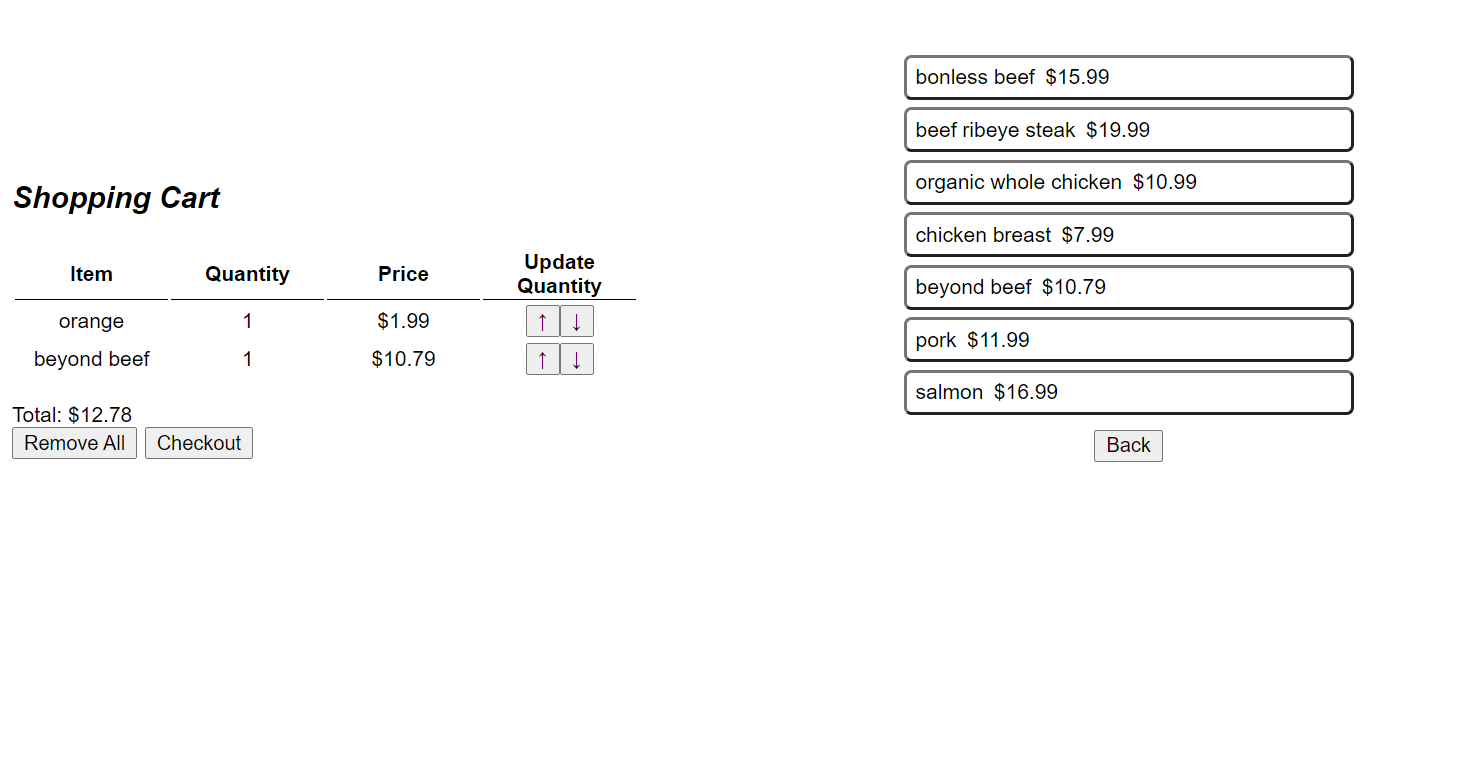 Shopping Cart
Item Quantity Price Update Quantity
orange 1 $1.99 ↑ ↓
beyond beef 1 $10.79 ↑ ↓
Total: $12.78
Remove All Checkout
bonless beef $15.99
beef ribeye steak $19.99
organic whole chicken $10.99
chicken breast $7.99
beyond beef $10.79
pork $11.99
salmon $16.99
Back